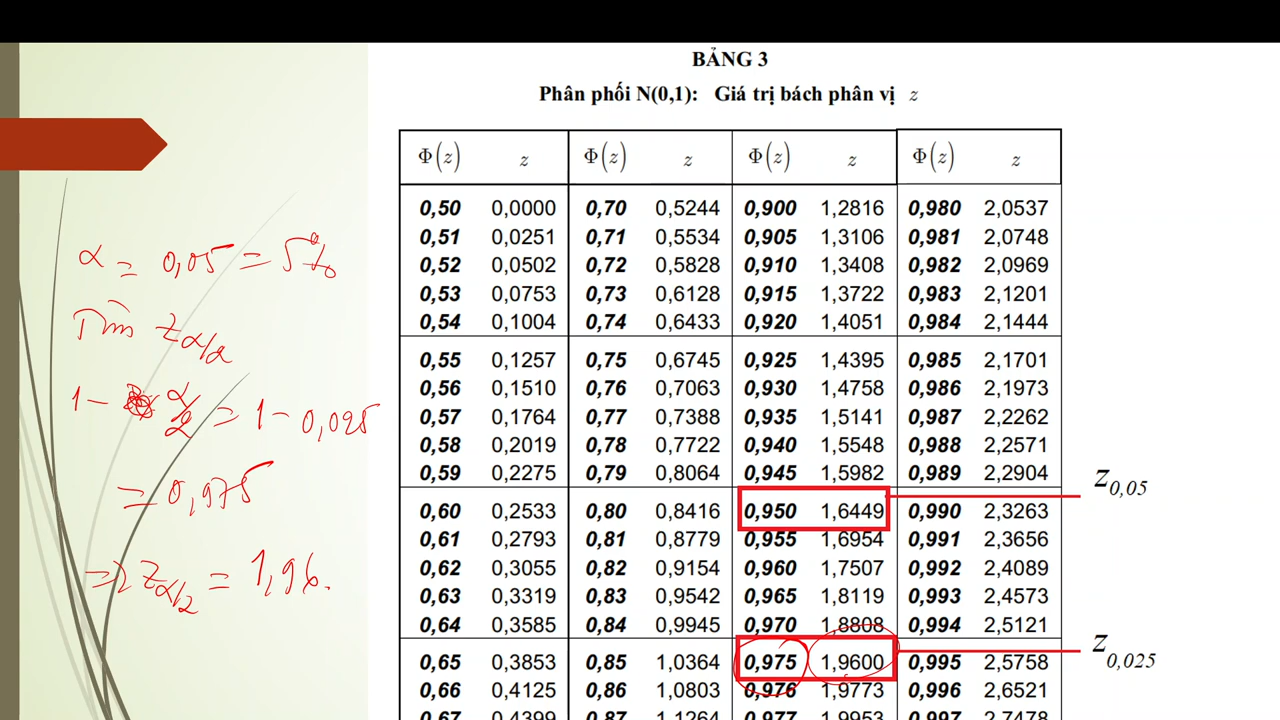 BẢNG 3
Phân phối N(0,1): Giá trị bách phân vị z
Φ(z) z Φ(z) z Φ(z) z Φ(z) z
0,50 0,0000 0,70 0,5244 0,900 1,2816 0,980 2,0537
0,51 0,0251 0,71 0,5534 0,905 1,3106 0,981 2,0748
0,52 0,0502 0,72 0,5828 0,910 1,3408 0,982 2,0969
0,53 0,0753 0,73 0,6128 0,915 1,3722 0,983 2,1201
0,54 0,1004 0,74 0,6433 0,920 1,4051 0,984 2,1444
0,55 0,1257 0,75 0,6745 0,925 1,4395 0,985 2,1701
0,56 0,1510 0,76 0,7063 0,930 1,4758 0,986 2,1973
0,57 0,1764 0,77 0,7388 0,935 1,5141 0,987 2,2262
0,58 0,2019 0,78 0,7722 0,940 1,5548 0,988 2,2571
0,59 0,2275 0,79 0,8064 0,945 1,5982 0,989 2,2904
0,60 0,2533 0,80 0,8416 0,950 1,6449 0,990 2,3263
0,61 0,2793 0,81 0,8779 0,955 1,6954 0,991 2,3656
0,62 0,3055 0,82 0,9154 0,960 1,7507 0,992 2,4089
0,63 0,3319 0,83 0,9542 0,965 1,8119 0,993 2,4573
0,64 0,3585 0,84 0,9945 0,970 1,8808 0,994 2,5121
0,65 0,3853 0,85 1,0364 0,975 1,9600 0,995 2,5758
0,66 0,4125 0,86 1,0803 0,976 1,9773 0,996 2,6521
0,67 0,4399 0,87 1,1264 0,977 1,9953 0,997 2,7478
z0,05
z0,025
α = 0,05 = 5%
Tìm zα/2
1 - α/2 = 1 - 0,025
= 0,975
=> zα/2 = 1,96.